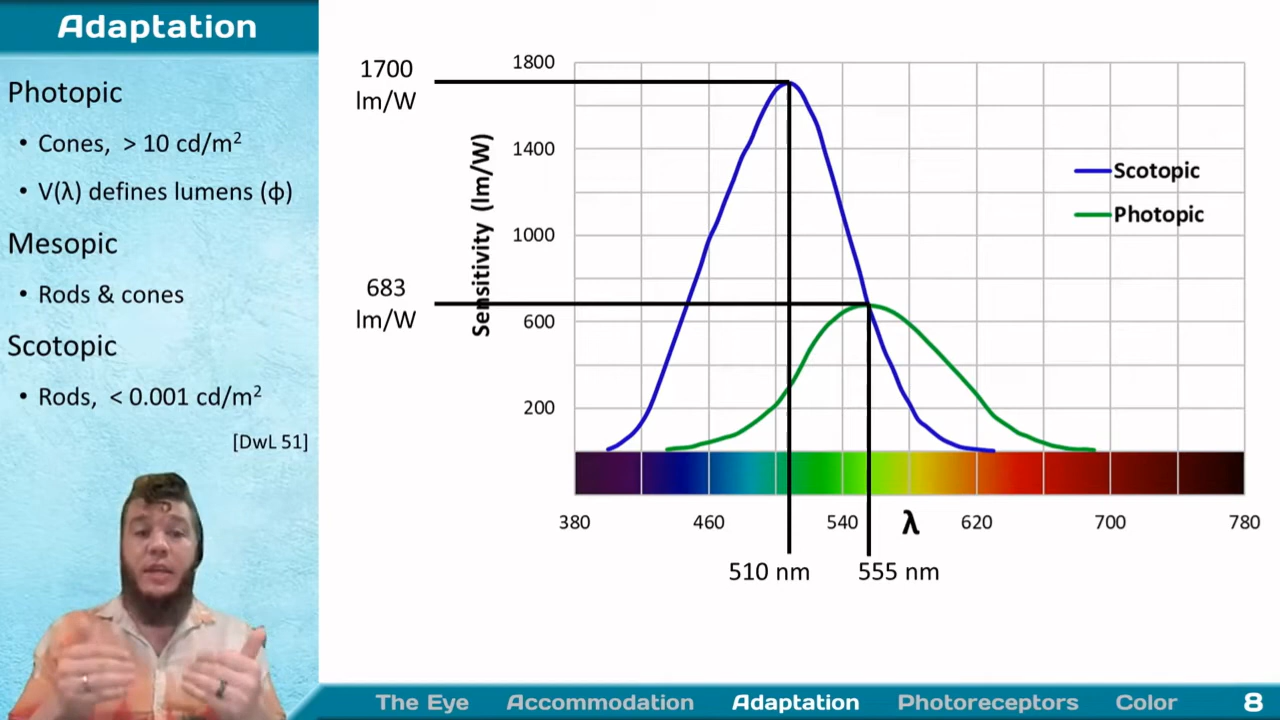 Adaptation
Photopic
• Cones, > 10 cd/m²
• V(λ) defines lumens (ϕ)
Mesopic
• Rods & cones
Scotopic
• Rods, < 0.001 cd/m²
[DwL 51]
1700
lm/W
683
lm/W
Sensitivity (lm/W)
1800
1400
1000
600
200
Scotopic
Photopic
380 460 540 λ 620 700 780
510 nm 555 nm
The Eye Accommodation Adaptation Photoreceptors Color 8